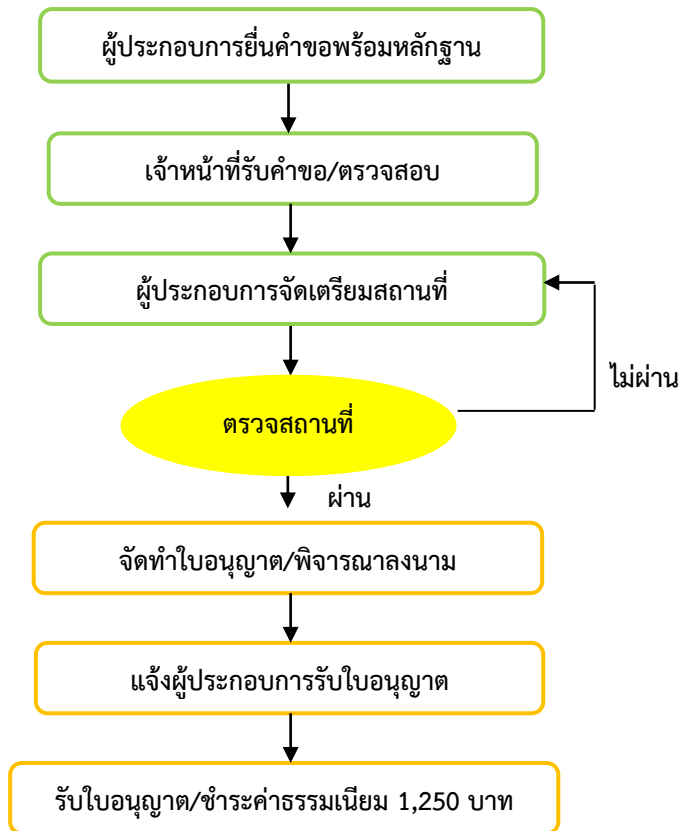 ผู้ประกอบการยื่นคำขอพร้อมหลักฐาน
เจ้าหน้าที่รับคำขอ/ตรวจสอบ
ผู้ประกอบการจัดเตรียมสถานที่
ไม่ผ่าน
ตรวจสถานที่
ผ่าน
จัดทำใบอนุญาต/พิจารณาลงนาม
แจ้งผู้ประกอบการรับใบอนุญาต
รับใบอนุญาต/ชำระค่าธรรมเนียม 1,250 บาท